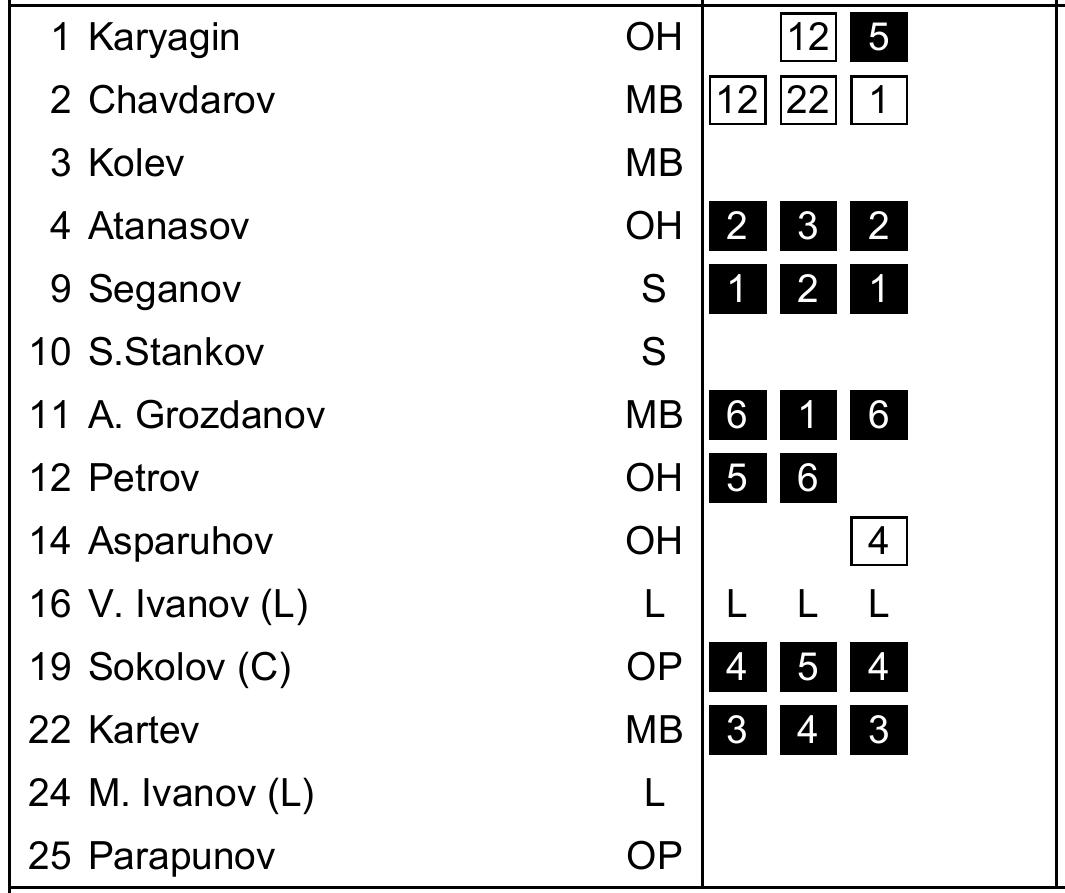 1 Karyagin OH 12 5
2 Chavdarov MB 12 22 1
3 Kolev MB
4 Atanasov OH 2 3 2
9 Seganov S 1 2 1
10 S.Stankov S
11 A. Grozdanov MB 6 1 6
12 Petrov OH 5 6
14 Asparuhov OH 4
16 V. Ivanov (L) L L L L
19 Sokolov (C) OP 4 5 4
22 Kartev MB 3 4 3
24 M. Ivanov (L) L
25 Parapunov OP